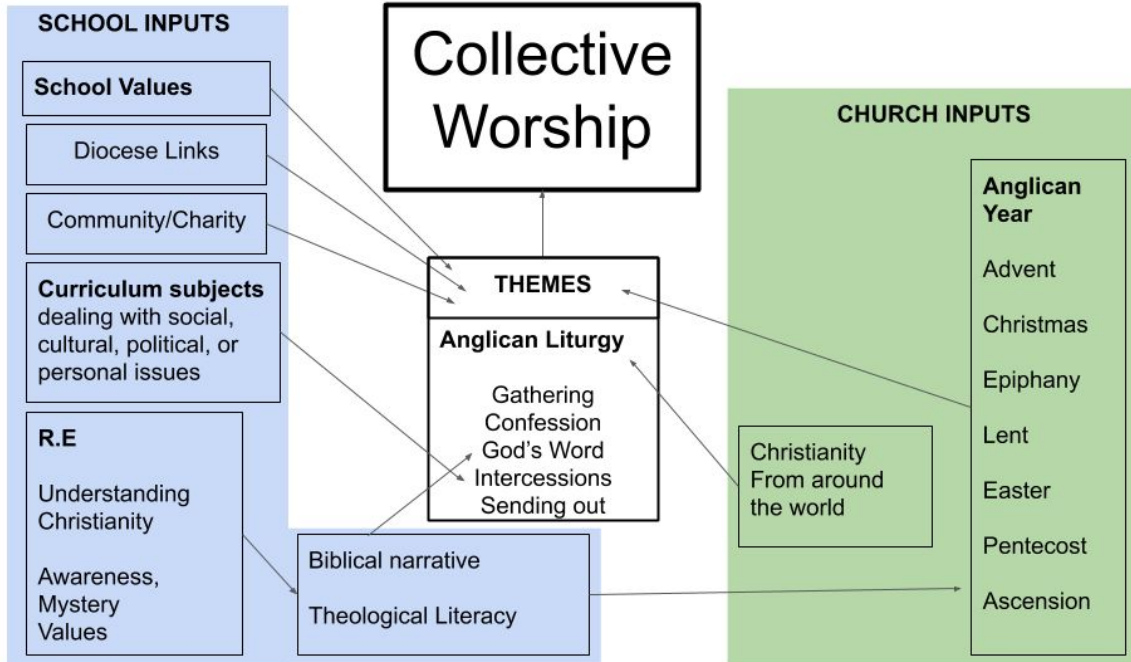 SCHOOL INPUTS
School Values
Diocese Links
Community/Charity
Curriculum subjects
dealing with social,
cultural, political, or
personal issues
R.E
Understanding
Christianity
Awareness,
Mystery
Values
Biblical narrative
Theological Literacy
Collective
Worship
THEMES
Anglican Liturgy
Gathering
Confession
God's Word
Intercessions
Sending out
CHURCH INPUTS
Christianity
From around
the world
Anglican
Year
Advent
Christmas
Epiphany
Lent
Easter
Pentecost
Ascension